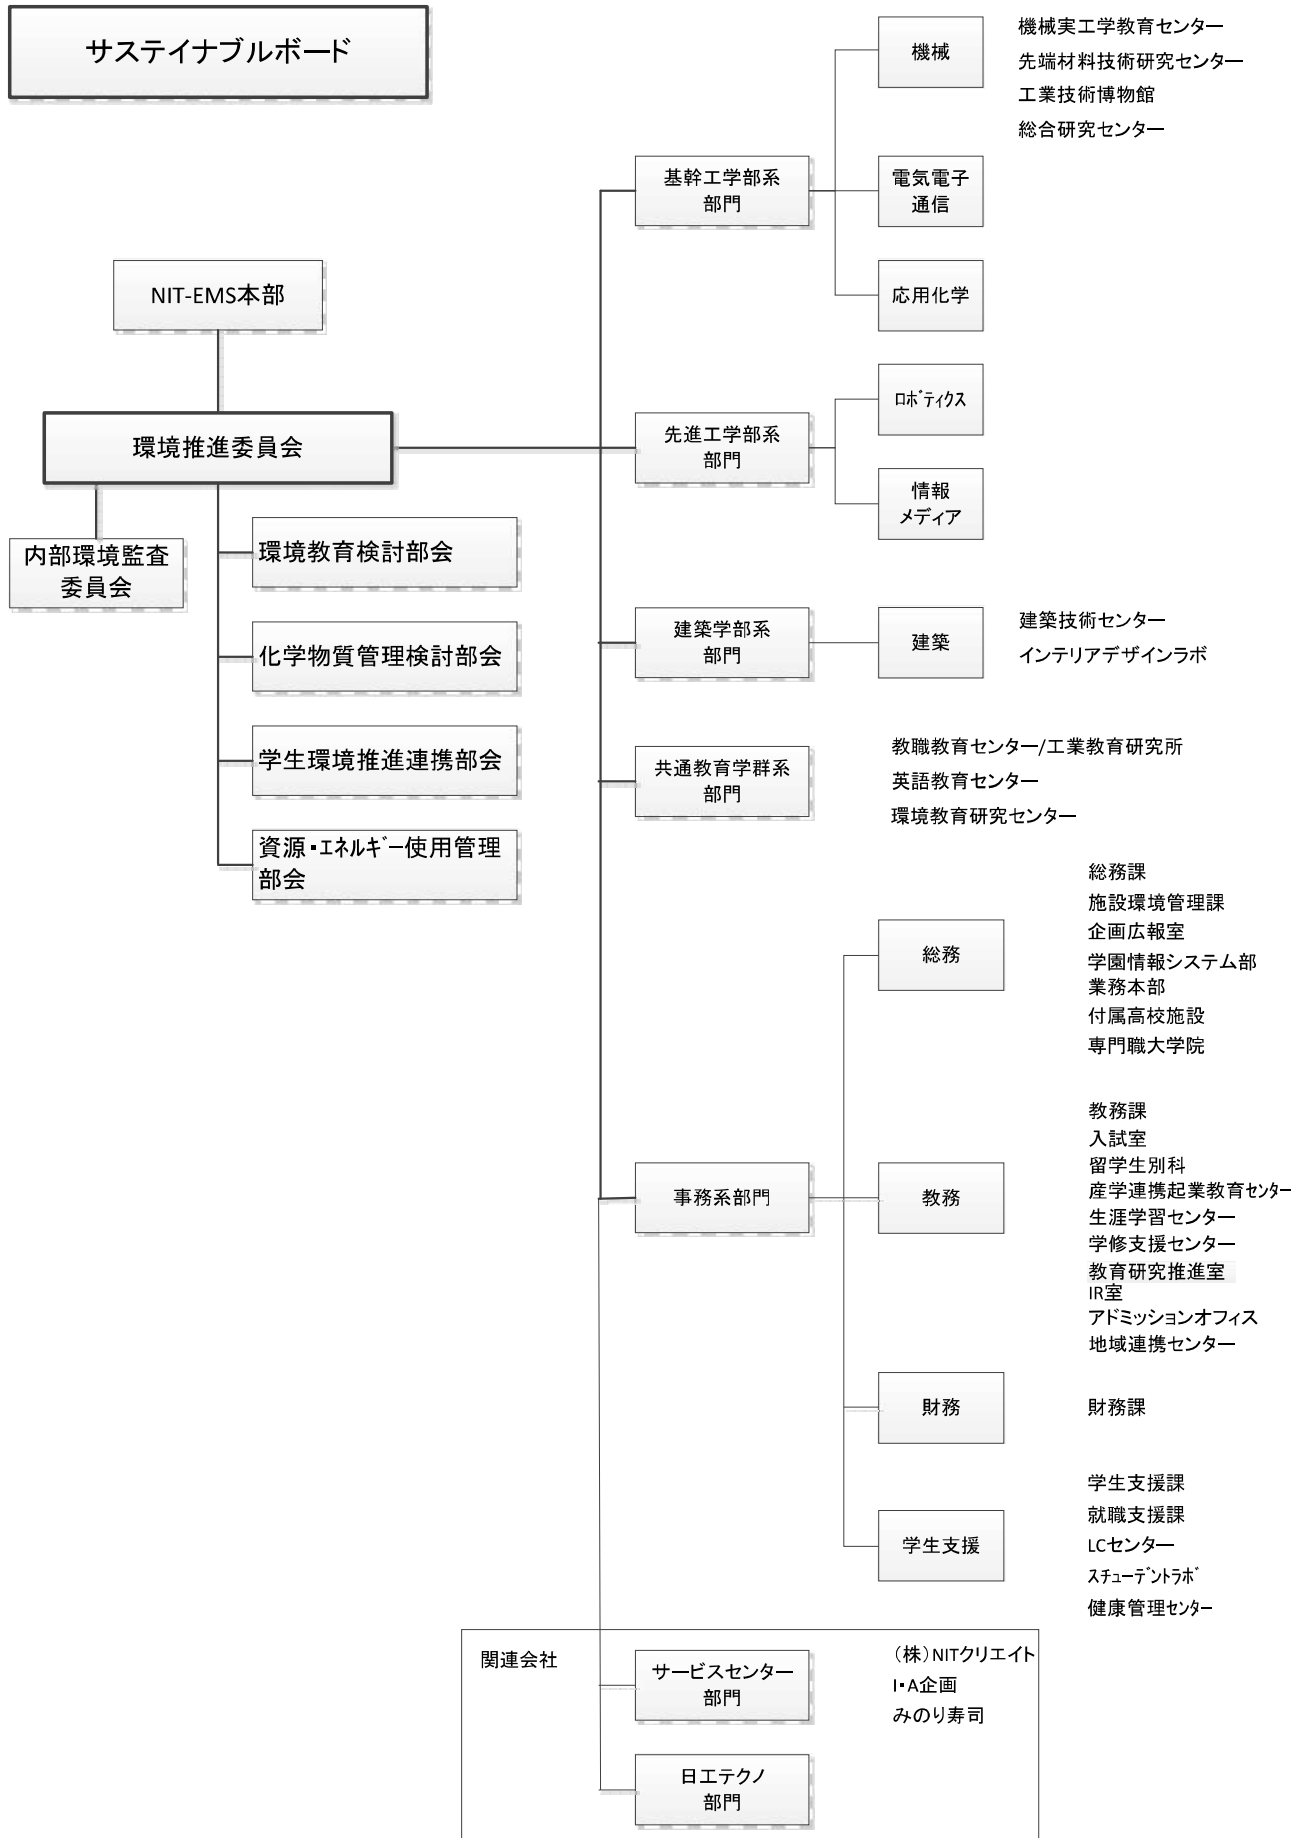 サステイナブルボード
NIT-EMS本部
環境推進委員会
内部環境監査
委員会
環境教育検討部会
化学物質管理検討部会
学生環境推進連携部会
資源・エネルギー使用管理
部会
基幹工学部系
部門
機械
機械実工学教育センター
先端材料技術研究センター
工業技術博物館
総合研究センター
電気電子
通信
応用化学
先進工学部系
部門
ロボティクス
情報
メディア
建築学部系
部門
建築
建築技術センター
インテリアデザインラボ
共通教育学群系
部門
教職教育センター/工業教育研究所
英語教育センター
環境教育研究センター
事務系部門
総務
総務課
施設環境管理課
企画広報室
学園情報システム部
業務本部
付属高校施設
専門職大学院
教務
教務課
入試室
留学生別科
産学連携起業教育センター
生涯学習センター
学修支援センター
教育研究推進室
IR室
アドミッションオフィス
地域連携センター
財務
財務課
学生支援
学生支援課
就職支援課
LCセンター
スチューデントラボ
健康管理センター
関連会社
サービスセンター
部門
（株）NITクリエイト
I・A企画
みのり寿司
日工テクノ
部門